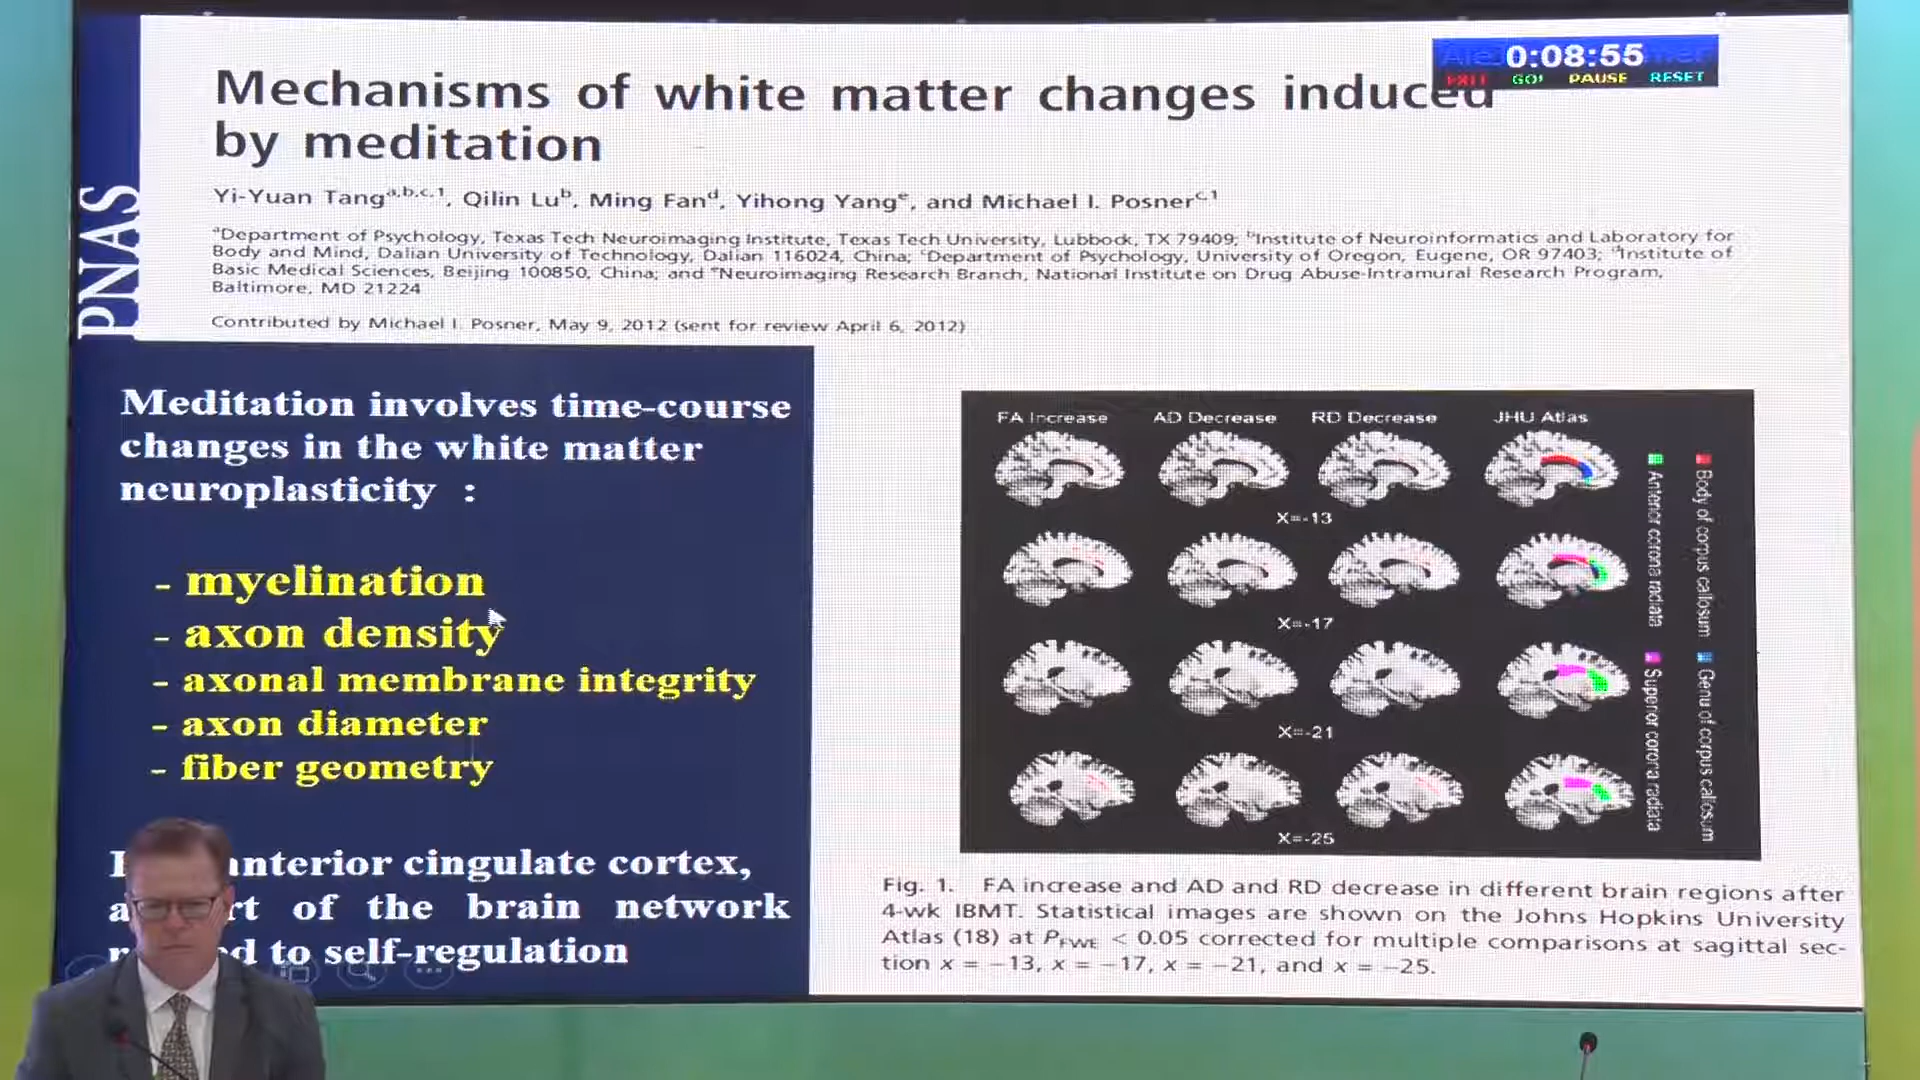 0:08:55
EXIT GO! PAUSE RESET
Mechanisms of white matter changes induced
by meditation
Yi-Yuan Tang a,b,c,1, Qilin Lu b, Ming Fan d, Yihong Yang e, and Michael I. Posner c,1
aDepartment of Psychology, Texas Tech Neuroimaging Institute, Texas Tech University, Lubbock, TX 79409; bInstitute of Neuroinformatics and Laboratory for
Body and Mind, Dalian University of Technology, Dalian 116024, China; cDepartment of Psychology, University of Oregon, Eugene, OR 97403; dInstitute of
Basic Medical Sciences, Beijing 100850, China; and eNeuroimaging Research Branch, National Institute on Drug Abuse-Intramural Research Program,
Baltimore, MD 21224
Contributed by Michael I. Posner, May 9, 2012 (sent for review April 6, 2012)
PNAS
Meditation involves time-course
changes in the white matter
neuroplasticity :
- myelination
- axon density
- axonal membrane integrity
- axon diameter
- fiber geometry
anterior cingulate cortex,
of the brain network
to self-regulation
FA Increase AD Decrease RD Decrease JHU Atlas
X=-13
X=-17
X=-21
X=-25
Anterior corona radiata
Body of corpus callosum
Superior corona radiata
Genu of corpus callosum
Fig. 1. FA increase and AD and RD decrease in different brain regions after
4-wk IBMT. Statistical images are shown on the Johns Hopkins University
Atlas (18) at PFWE < 0.05 corrected for multiple comparisons at sagittal sec-
tion x = −13, x = −17, x = −21, and x = −25.